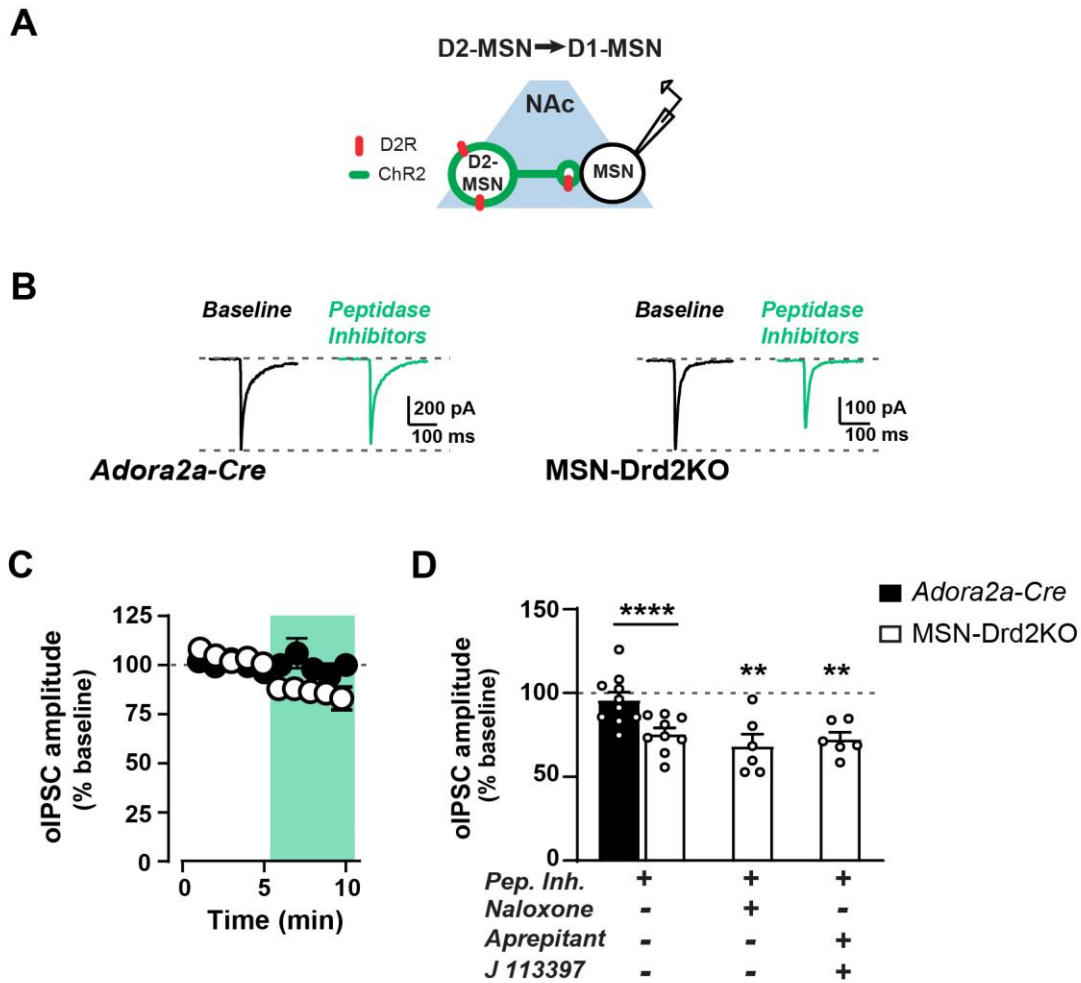 A
D2-MSN→D1-MSN
NAc
D2R
ChR2
D2-
MSN
MSN
B
Baseline
Peptidase
Inhibitors
200 pA
100 ms
Adora2a-Cre
Baseline
Peptidase
Inhibitors
100 pA
100 ms
MSN-Drd2KO
C
oIPSC amplitude
(% baseline)
125
100
75
50
25
0
0 5 10
Time (min)
D
oIPSC amplitude
(% baseline)
150
100
50
0
****
**
**
Adora2a-Cre
MSN-Drd2KO
Pep. Inh. + + +
Naloxone - + -
Aprepitant - - +
J 113397 - - +